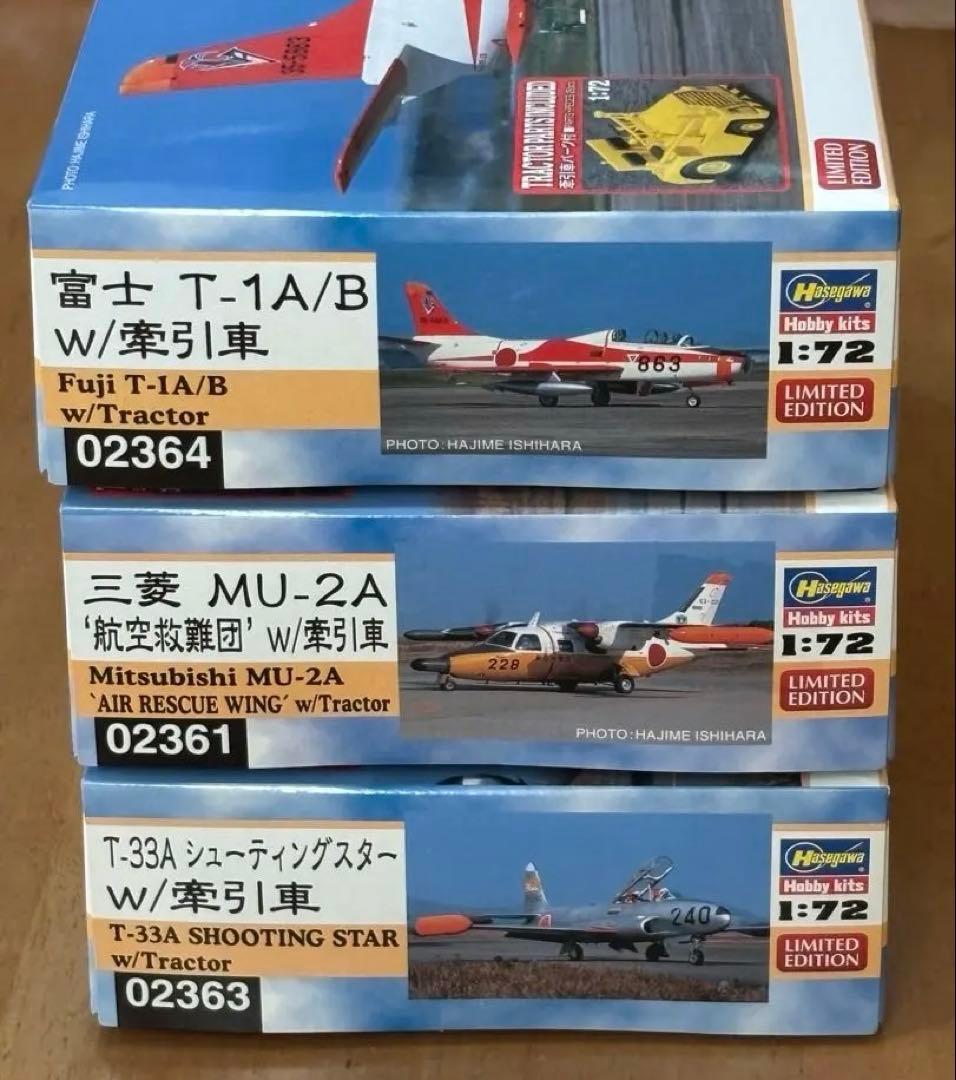 PHOTO:HAJIME ISHIHARA
TRACTOR PARTS INCLUDED
1:72
LIMITED
EDITION
富士 T-1A/B
w/牽引車
Fuji T-1A/B
w/Tractor
02364
863
PHOTO:HAJIME ISHIHARA
Hasegawa
Hobby kits
1:72
LIMITED
EDITION
三菱 MU-2A
‘航空救難団’ w/牽引車
Mitsubishi MU-2A
‘AIR RESCUE WING’ w/Tractor
02361
228
PHOTO:HAJIME ISHIHARA
Hasegawa
Hobby kits
1:72
LIMITED
EDITION
T-33A シューティングスター
w/牽引車
T-33A SHOOTING STAR
w/Tractor
02363
240
Hasegawa
Hobby kits
1:72
LIMITED
EDITION